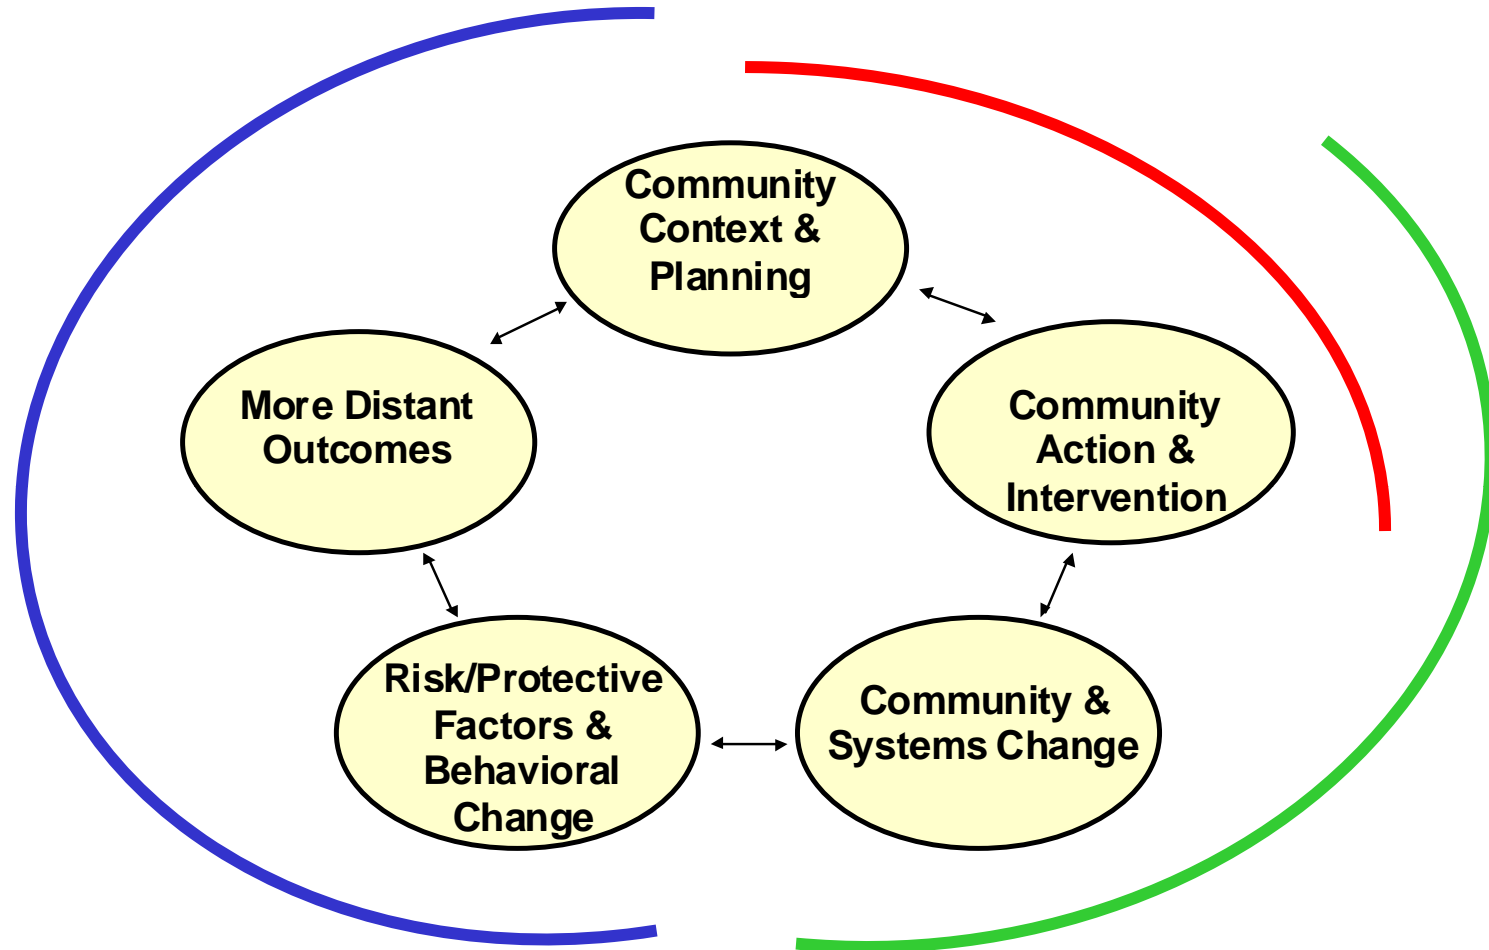 Community
Context &
Planning
More Distant
Outcomes
Community
Action &
Intervention
Risk/Protective
Factors &
Behavioral
Change
Community &
Systems Change